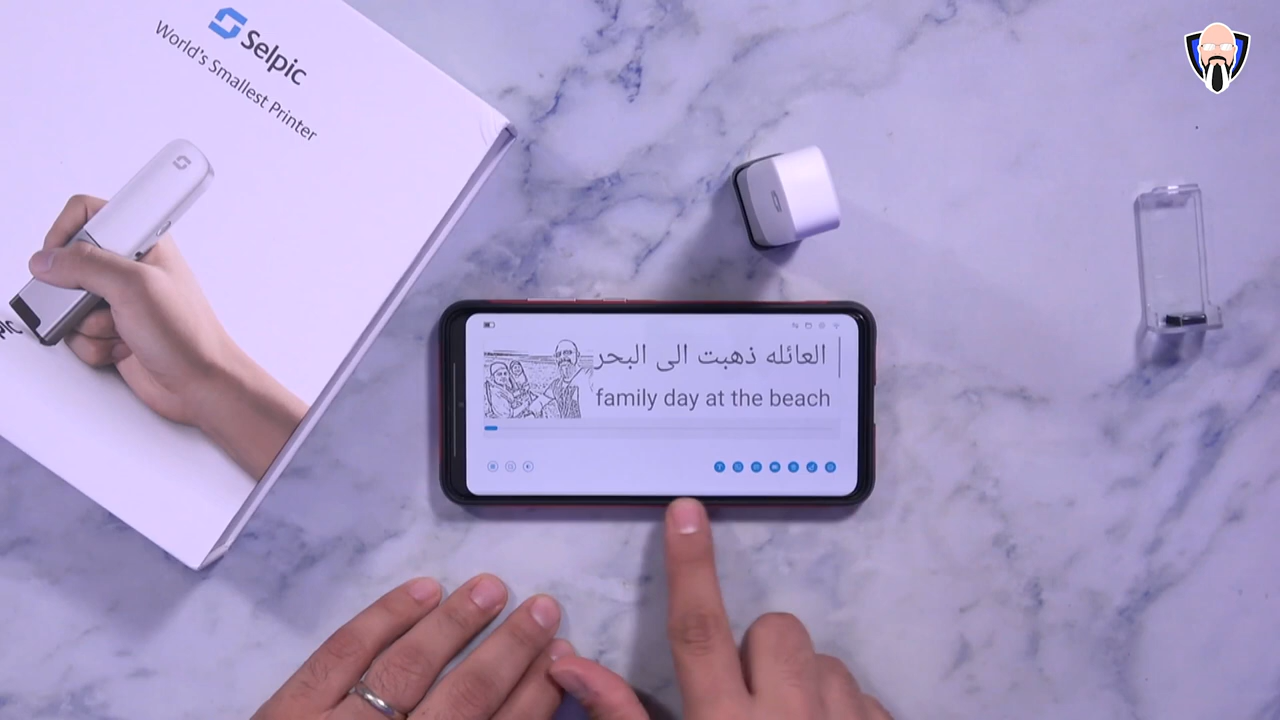 Selpic
World's Smallest Printer
العائله ذهبت الى البحر
family day at the beach